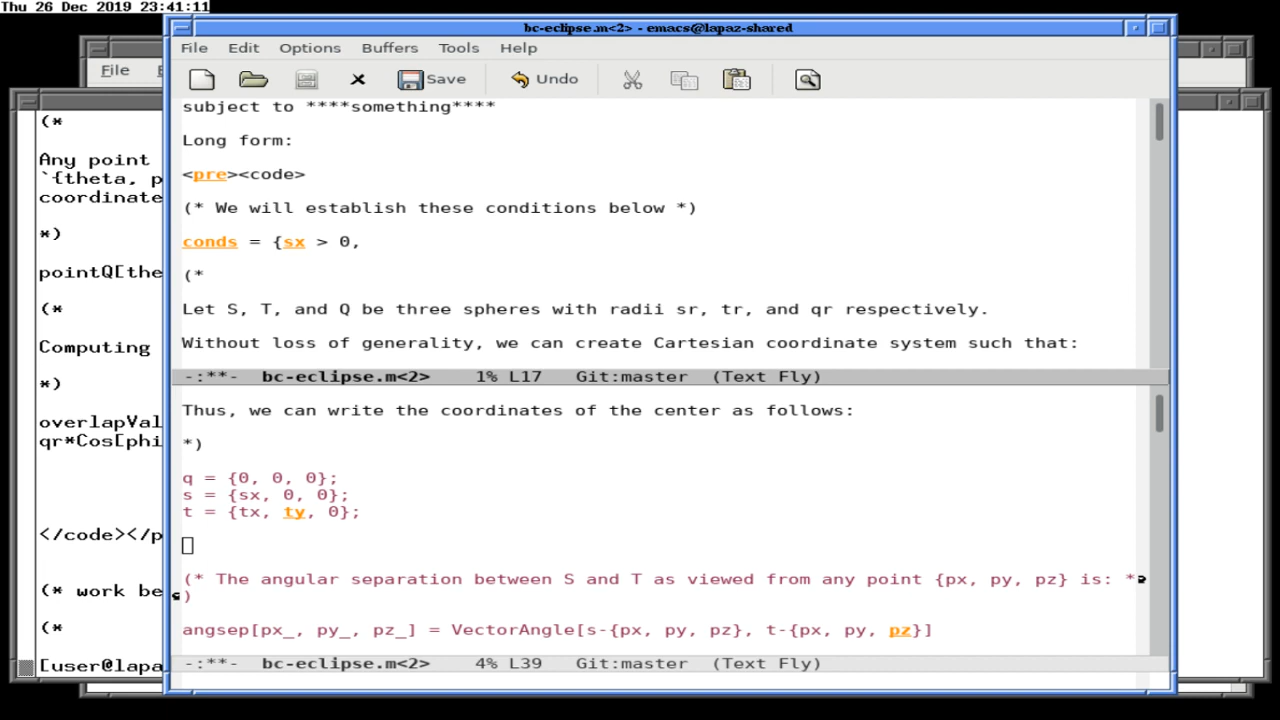 Thu 26 Dec 2019 23:41:11
bc-eclipse.m<2> - emacs@lapaz-shared
File
File Edit Options Buffers Tools Help
Save Undo
(*
Any point
`{theta, p
coordinate
*)
pointQ[the
(*
Computing
*)
overlapVal
qr*Cos[phi
</code></p
(* work be
(*
[user@lapa
subject to ****something****
Long form:
<pre><code>
(* We will establish these conditions below *)
conds = {sx > 0,
(*
Let S, T, and Q be three spheres with radii sr, tr, and qr respectively.
Without loss of generality, we can create Cartesian coordinate system such that:
-:**-  bc-eclipse.m<2>    1% L17   Git:master  (Text Fly)
Thus, we can write the coordinates of the center as follows:
*)
q = {0, 0, 0};
s = {sx, 0, 0};
t = {tx, ty, 0};
(* The angular separation between S and T as viewed from any point {px, py, pz} is: *
)
angsep[px_, py_, pz_] = VectorAngle[s-{px, py, pz}, t-{px, py, pz}]
-:**-  bc-eclipse.m<2>    4% L39   Git:master  (Text Fly)